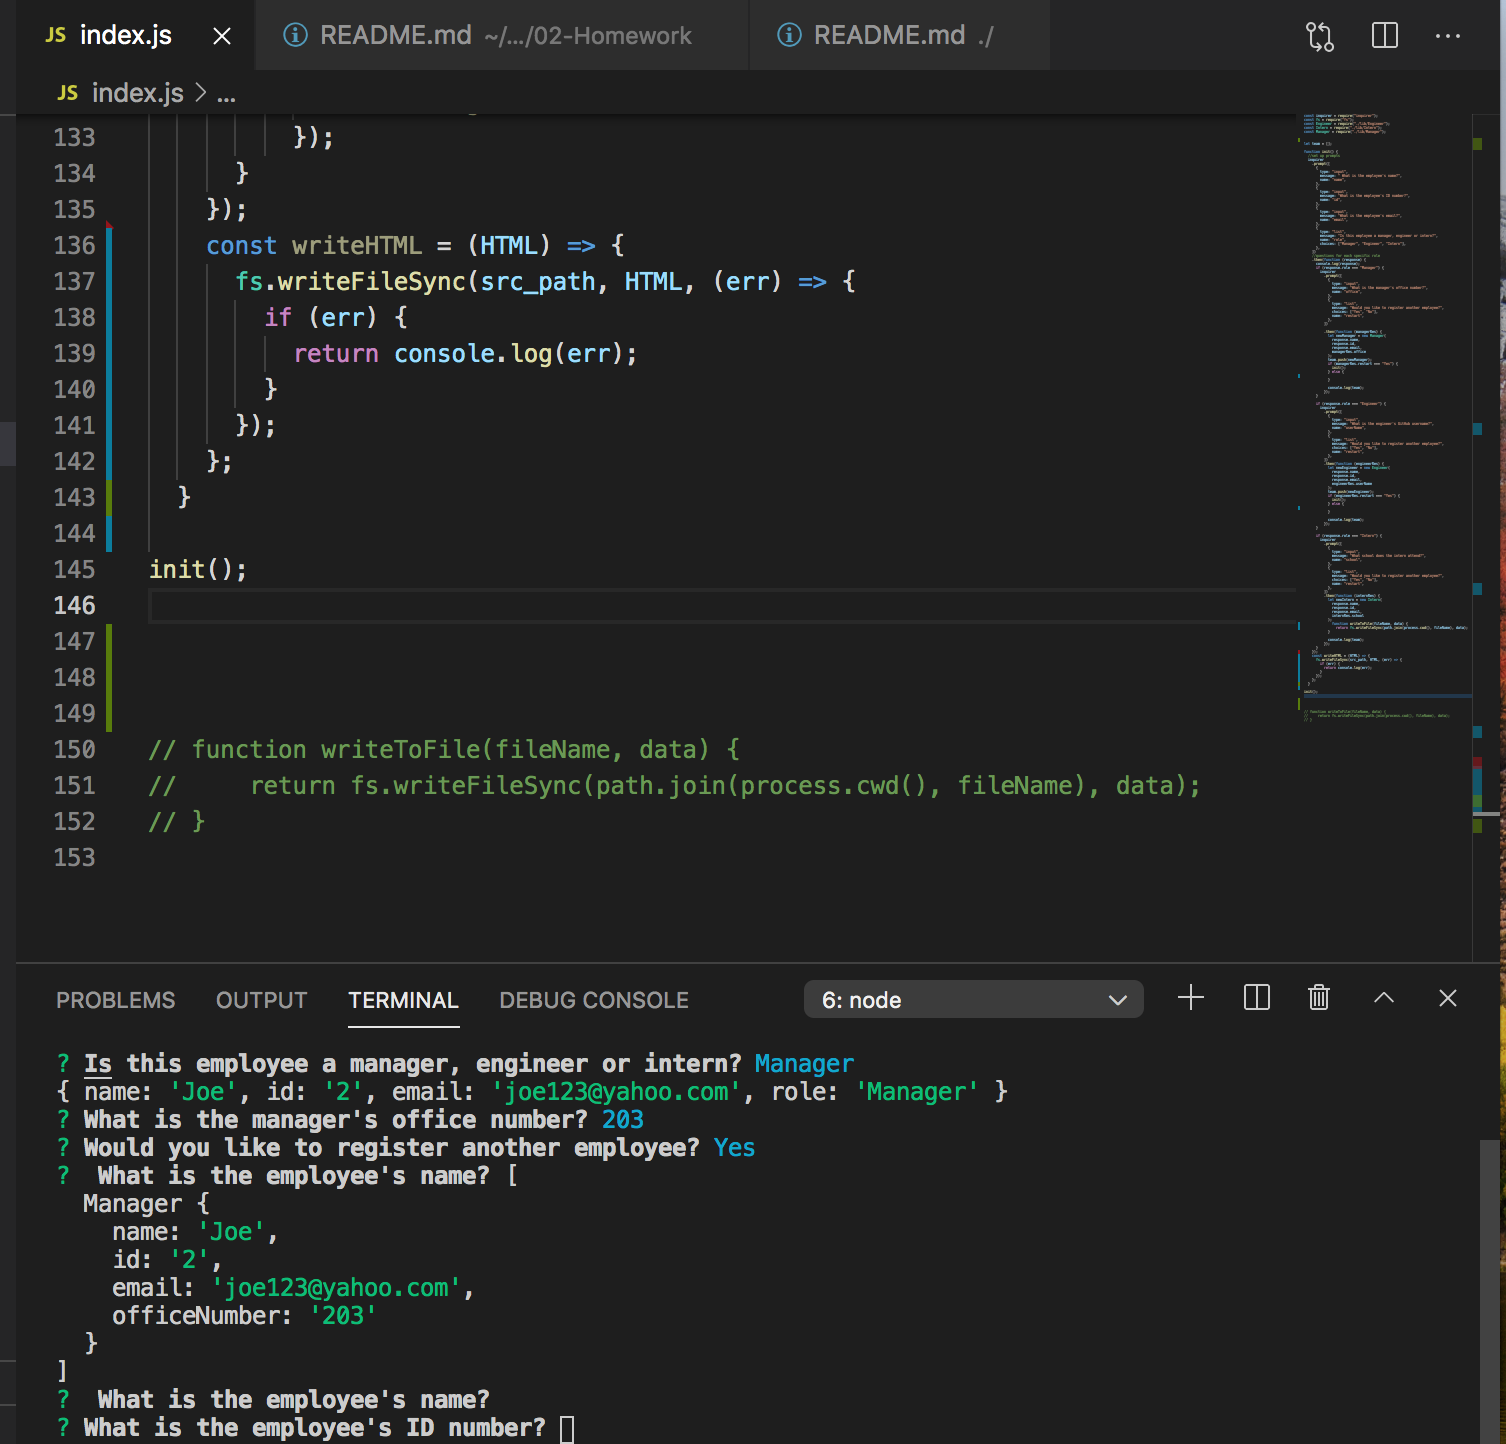 JS index.js × README.md ~/.../02-Homework README.md ./ ...
JS index.js > ...
133 });
134 }
135 });
136 const writeHTML = (HTML) => {
137 fs.writeFileSync(src_path, HTML, (err) => {
138 if (err) {
139 return console.log(err);
140 }
141 });
142 };
143 }
144
145 init();
146
147
148
149
150 // function writeToFile(fileName, data) {
151 //     return fs.writeFileSync(path.join(process.cwd(), fileName), data);
152 // }
153
PROBLEMS OUTPUT TERMINAL DEBUG CONSOLE 6: node
? Is this employee a manager, engineer or intern? Manager
{ name: 'Joe', id: '2', email: 'joe123@yahoo.com', role: 'Manager' }
? What is the manager's office number? 203
? Would you like to register another employee? Yes
?  What is the employee's name? [
Manager {
name: 'Joe',
id: '2',
email: 'joe123@yahoo.com',
officeNumber: '203'
}
]
?  What is the employee's name?
? What is the employee's ID number?